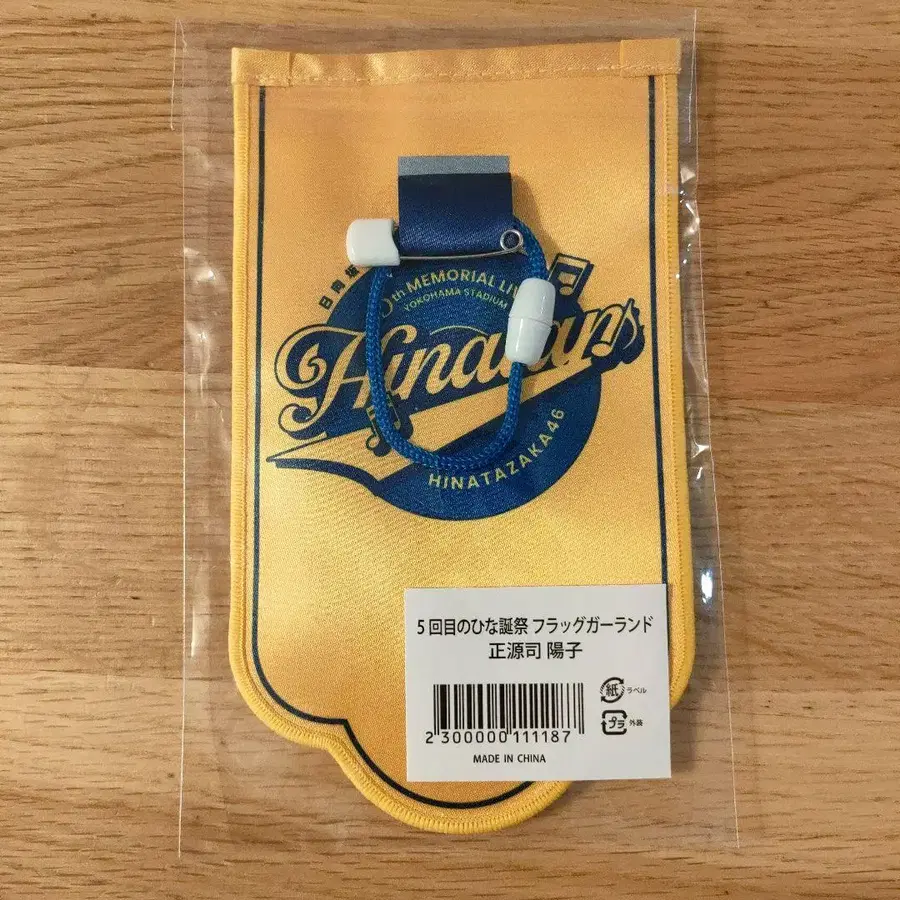 日向坂
th MEMORIAL LIV
YOKOHAMA STADIUM
HINATAZAKA46
5回目のひな誕祭 フラッグガーランド
正源司 陽子
紙 ラベル
プラ 外装
2 300000 111187
MADE IN CHINA